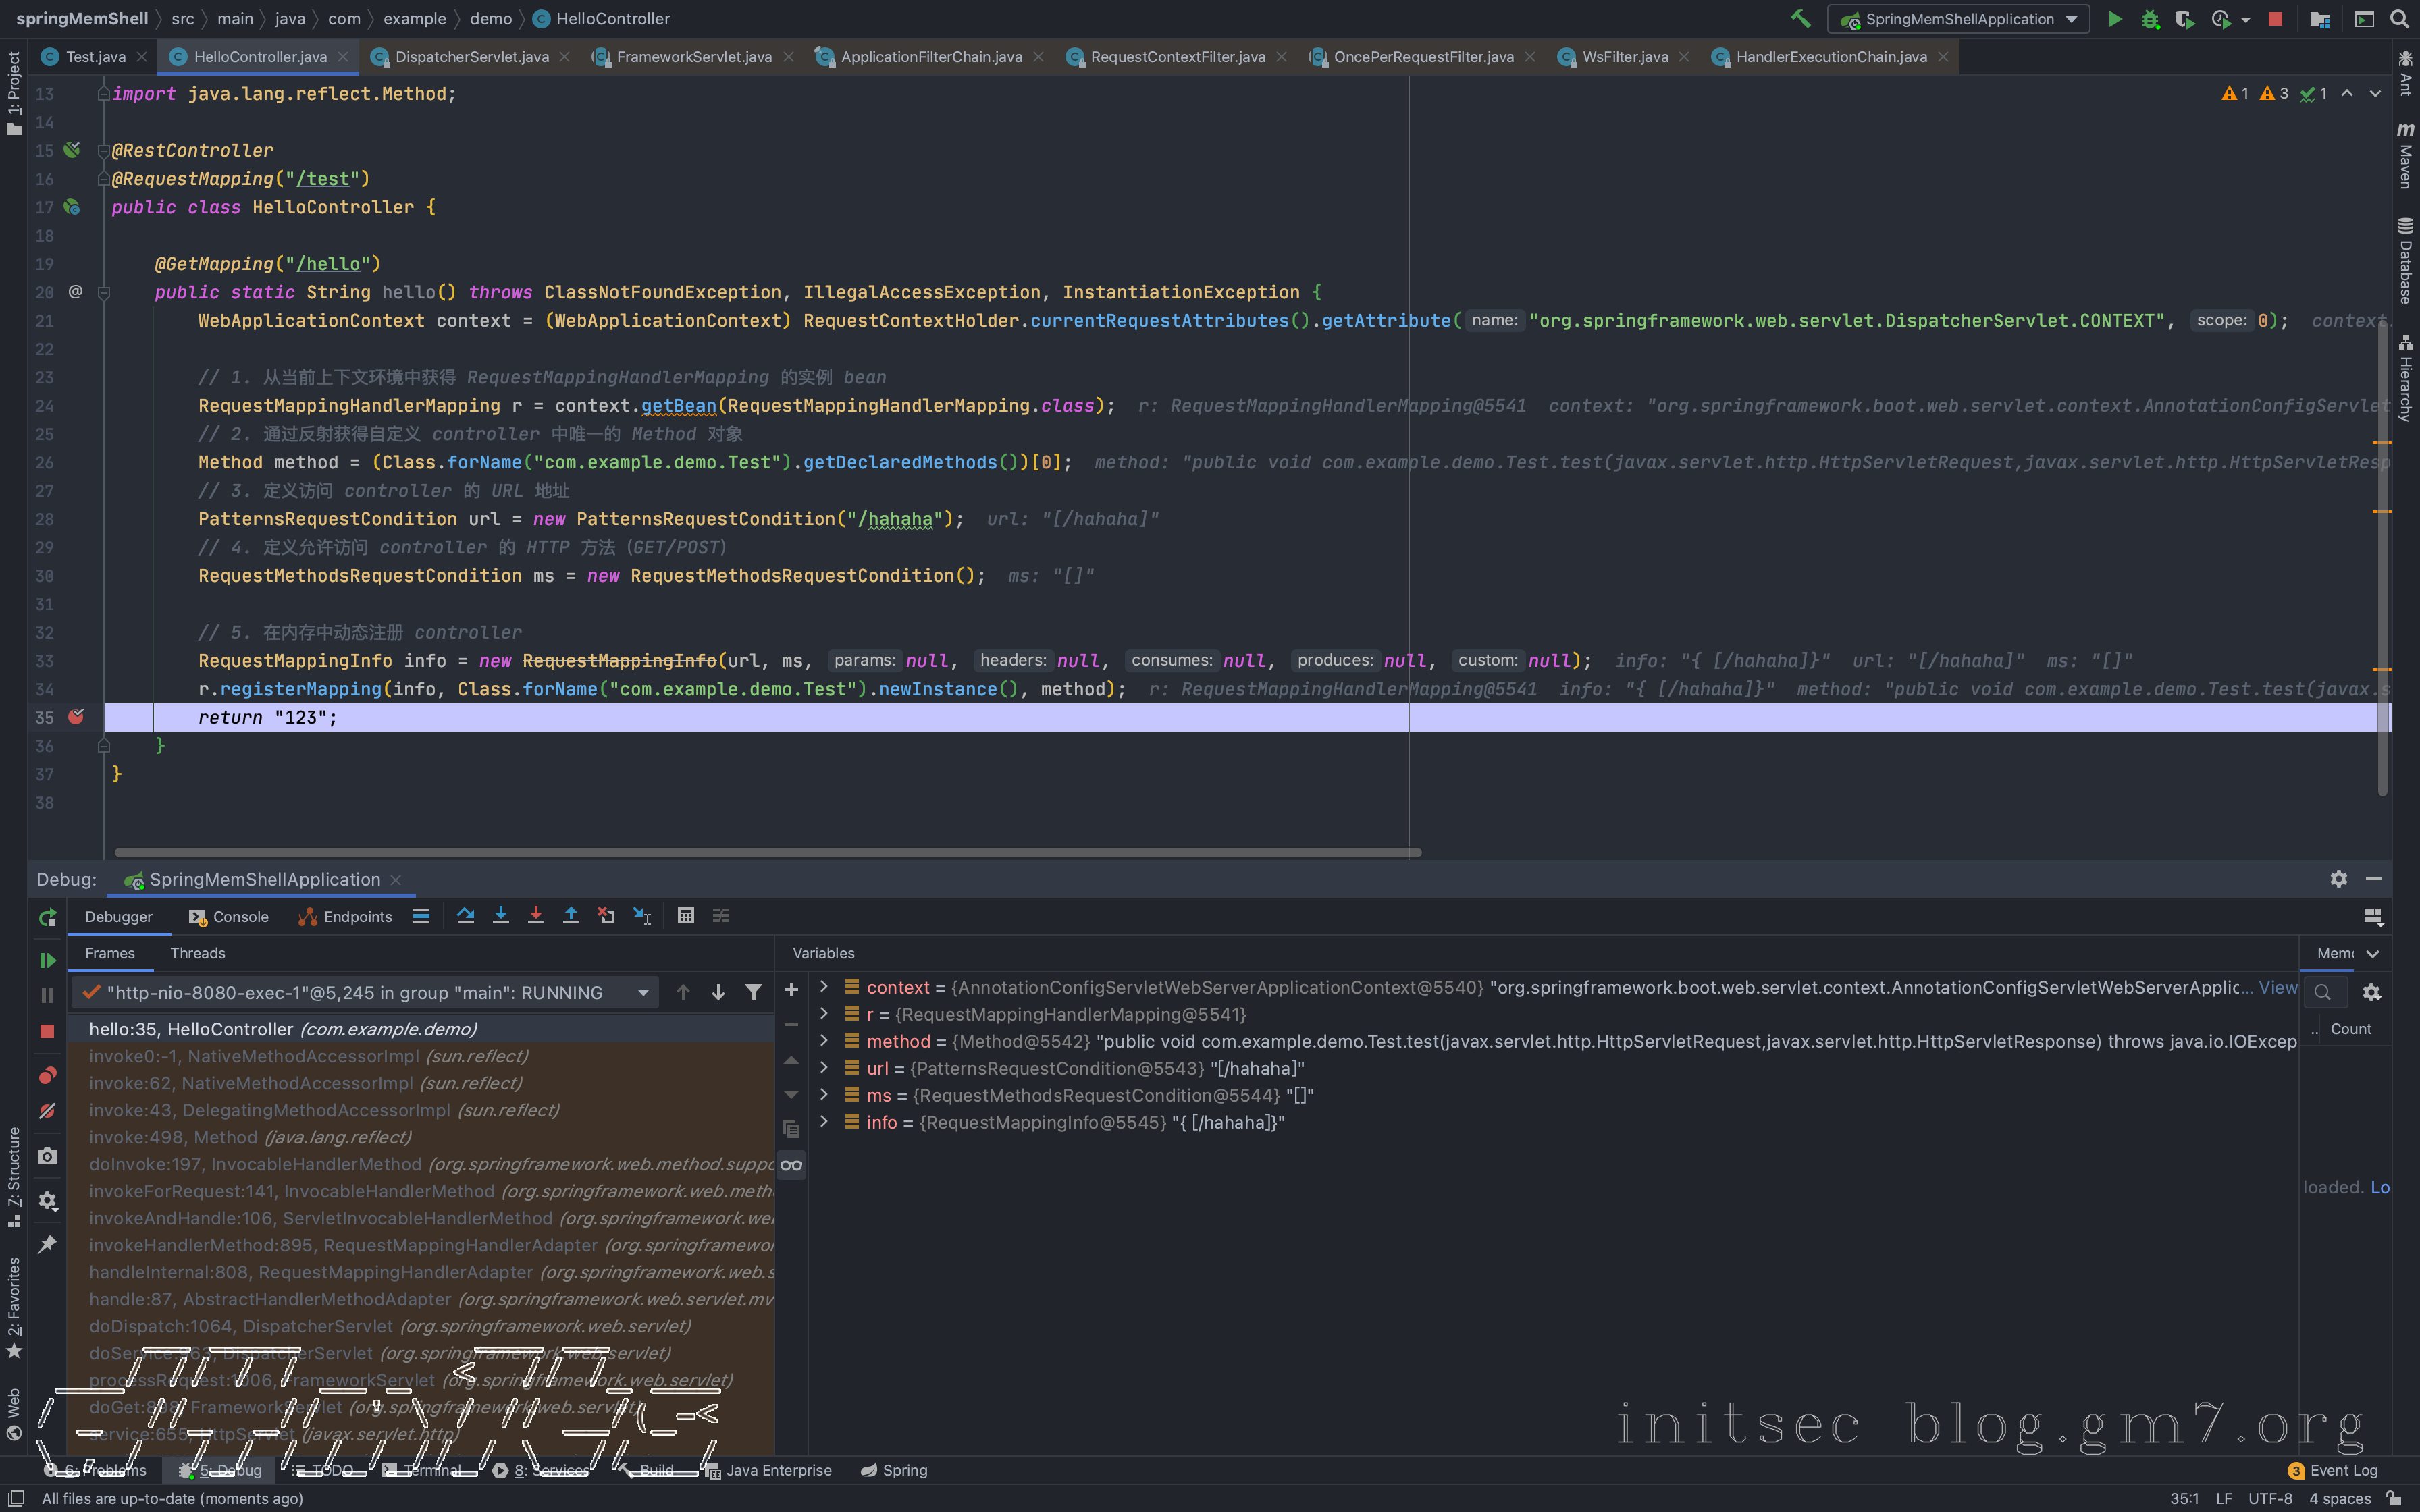 springMemShell 〉 src 〉 main 〉 java 〉 com 〉 example 〉 demo 〉 HelloController
SpringMemShellApplication
Test.java HelloController.java DispatcherServlet.java FrameworkServlet.java ApplicationFilterChain.java RequestContextFilter.java OncePerRequestFilter.java WsFilter.java HandlerExecutionChain.java
1: Project
Ant
Maven
Database
Hierarchy
1 3 1
13 import java.lang.reflect.Method;
14
15 @RestController
16 @RequestMapping("/test")
17 public class HelloController {
18
19 @GetMapping("/hello")
20 public static String hello() throws ClassNotFoundException, IllegalAccessException, InstantiationException {
21 WebApplicationContext context = (WebApplicationContext) RequestContextHolder.currentRequestAttributes().getAttribute( name: "org.springframework.web.servlet.DispatcherServlet.CONTEXT", scope: 0); context
22
23 // 1. 从当前上下文环境中获得 RequestMappingHandlerMapping 的实例 bean
24 RequestMappingHandlerMapping r = context.getBean(RequestMappingHandlerMapping.class); r: RequestMappingHandlerMapping@5541 context: "org.springframework.boot.web.servlet.context.AnnotationConfigServlet
25 // 2. 通过反射获得自定义 controller 中唯一的 Method 对象
26 Method method = (Class.forName("com.example.demo.Test").getDeclaredMethods())[0]; method: "public void com.example.demo.Test.test(javax.servlet.http.HttpServletRequest,javax.servlet.http.HttpServletResp
27 // 3. 定义访问 controller 的 URL 地址
28 PatternsRequestCondition url = new PatternsRequestCondition("/hahaha"); url: "[/hahaha]"
29 // 4. 定义允许访问 controller 的 HTTP 方法（GET/POST）
30 RequestMethodsRequestCondition ms = new RequestMethodsRequestCondition(); ms: "[]"
31
32 // 5. 在内存中动态注册 controller
33 RequestMappingInfo info = new RequestMappingInfo(url, ms, params: null, headers: null, consumes: null, produces: null, custom: null); info: "{ [/hahaha]}" url: "[/hahaha]" ms: "[]"
34 r.registerMapping(info, Class.forName("com.example.demo.Test").newInstance(), method); r: RequestMappingHandlerMapping@5541 info: "{ [/hahaha]}" method: "public void com.example.demo.Test.test(javax.s
35 return "123";
36 }
37 }
38
Debug: SpringMemShellApplication
Debugger Console Endpoints
Frames Threads
Variables
Mem
"http-nio-8080-exec-1"@5,245 in group "main": RUNNING
hello:35, HelloController (com.example.demo)
invoke0:-1, NativeMethodAccessorImpl (sun.reflect)
invoke:62, NativeMethodAccessorImpl (sun.reflect)
invoke:43, DelegatingMethodAccessorImpl (sun.reflect)
invoke:498, Method (java.lang.reflect)
doInvoke:197, InvocableHandlerMethod (org.springframework.web.method.suppo
invokeForRequest:141, InvocableHandlerMethod (org.springframework.web.meth
invokeAndHandle:106, ServletInvocableHandlerMethod (org.springframework.we
invokeHandlerMethod:895, RequestMappingHandlerAdapter (org.springframewor
handleInternal:808, RequestMappingHandlerAdapter (org.springframework.web.s
handle:87, AbstractHandlerMethodAdapter (org.springframework.web.servlet.mv
doDispatch:1064, DispatcherServlet (org.springframework.web.servlet)
doService:963, DispatcherServlet (org.springframework.web.servlet)
processRequest:1006, FrameworkServlet (org.springframework.web.servlet)
doGet:898, FrameworkServlet (org.springframework.web.servlet)
service:655, HttpServlet (javax.servlet.http)
context = {AnnotationConfigServletWebServerApplicationContext@5540} "org.springframework.boot.web.servlet.context.AnnotationConfigServletWebServerApplic... View
r = {RequestMappingHandlerMapping@5541}
method = {Method@5542} "public void com.example.demo.Test.test(javax.servlet.http.HttpServletRequest,javax.servlet.http.HttpServletResponse) throws java.io.IOExcep
url = {PatternsRequestCondition@5543} "[/hahaha]"
ms = {RequestMethodsRequestCondition@5544} "[]"
info = {RequestMappingInfo@5545} "{ [/hahaha]}"
.. Count
loaded. Lo
Z: Structure
2: Favorites
Web
initsec blog.gm7.org
6: Problems 5: Debug TODO Terminal 8: Services Build Java Enterprise Spring
3 Event Log
All files are up-to-date (moments ago)
35:1 LF UTF-8 4 spaces